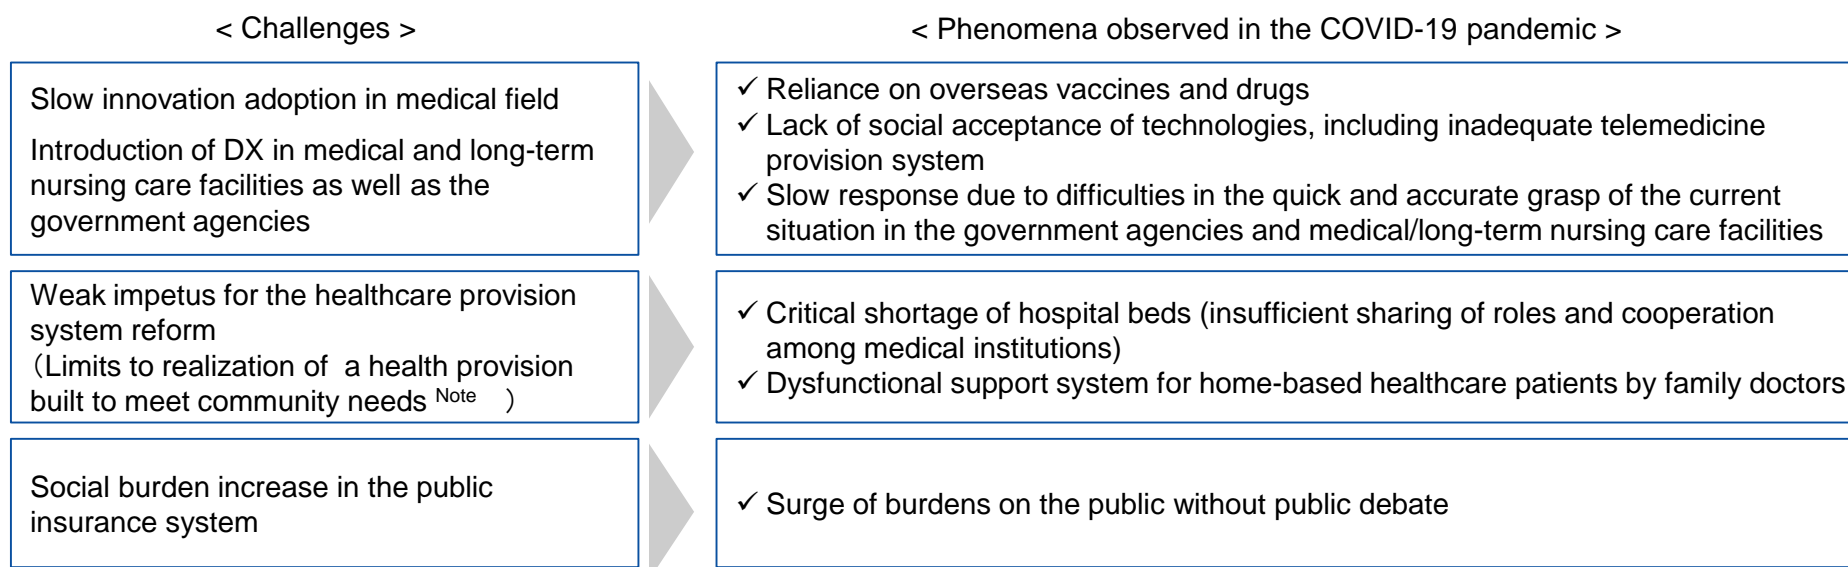 < Challenges >
< Phenomena observed in the COVID-19 pandemic >
Slow innovation adoption in medical field
Introduction of DX in medical and long-term
nursing care facilities as well as the
government agencies
✓ Reliance on overseas vaccines and drugs
✓ Lack of social acceptance of technologies, including inadequate telemedicine
provision system
✓ Slow response due to difficulties in the quick and accurate grasp of the current
situation in the government agencies and medical/long-term nursing care facilities
Weak impetus for the healthcare provision
system reform
（Limits to realization of a health provision
built to meet community needs Note ）
✓ Critical shortage of hospital beds (insufficient sharing of roles and cooperation
among medical institutions)
✓ Dysfunctional support system for home-based healthcare patients by family doctors
Social burden increase in the public
insurance system
✓ Surge of burdens on the public without public debate